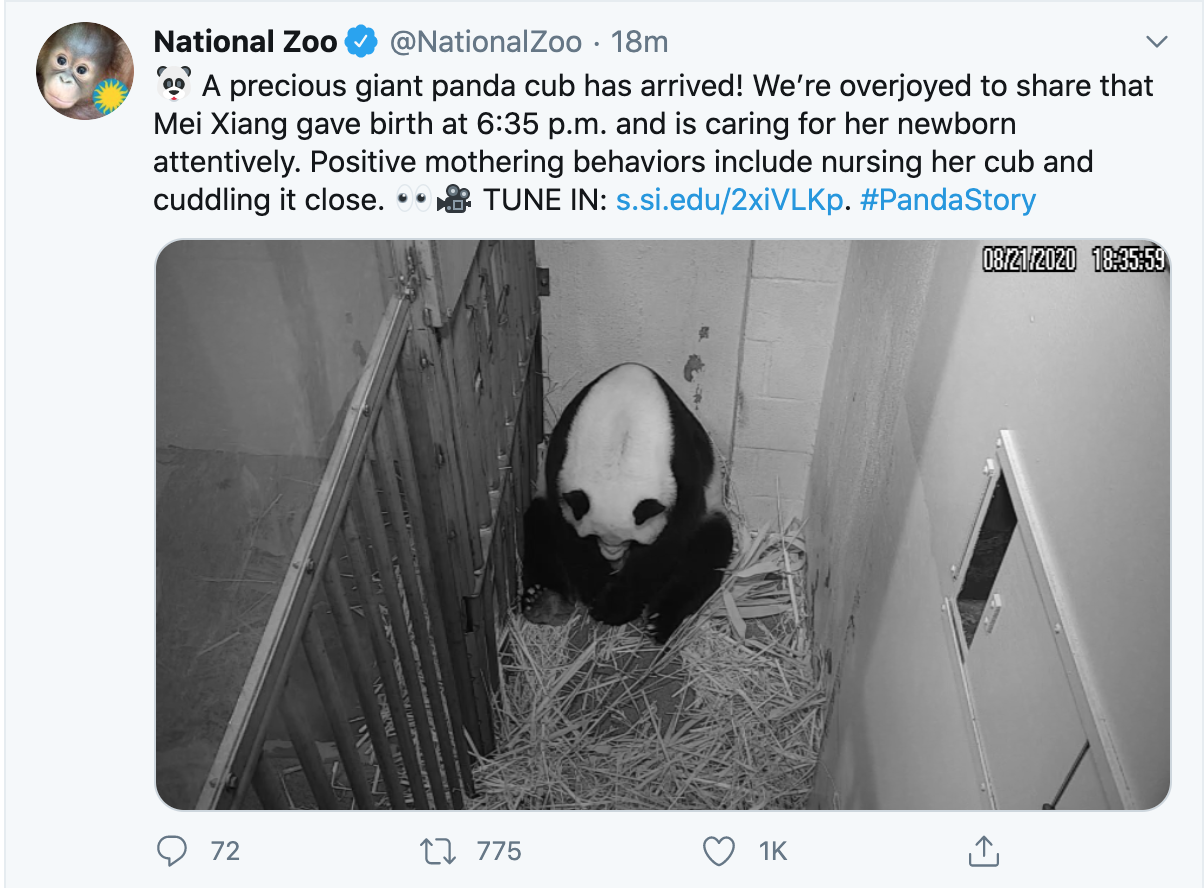 National Zoo @NationalZoo · 18m
🐼 A precious giant panda cub has arrived! We’re overjoyed to share that
Mei Xiang gave birth at 6:35 p.m. and is caring for her newborn
attentively. Positive mothering behaviors include nursing her cub and
cuddling it close. 👀🎥 TUNE IN: s.si.edu/2xiVLKp. #PandaStory
08/21/2020 18:35:59
72 775 1K